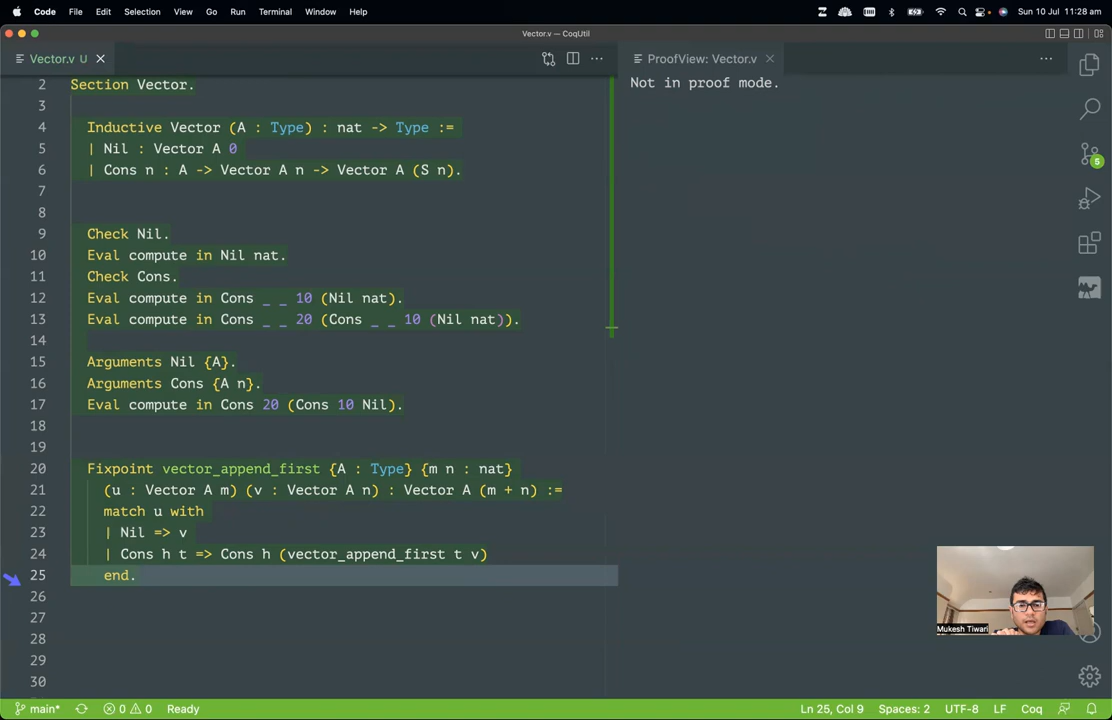 Code File Edit Selection View Go Run Terminal Window Help Sun 10 Jul 11:28 am
Vector.v — CoqUtil
Vector.v U
ProofView: Vector.v
Not in proof mode.
2 Section Vector.
3
4 Inductive Vector (A : Type) : nat -> Type :=
5 | Nil : Vector A 0
6 | Cons n : A -> Vector A n -> Vector A (S n).
7
8
9 Check Nil.
10 Eval compute in Nil nat.
11 Check Cons.
12 Eval compute in Cons _ _ 10 (Nil nat).
13 Eval compute in Cons _ _ 20 (Cons _ _ 10 (Nil nat)).
14
15 Arguments Nil {A}.
16 Arguments Cons {A n}.
17 Eval compute in Cons 20 (Cons 10 Nil).
18
19
20 Fixpoint vector_append_first {A : Type} {m n : nat}
21 (u : Vector A m) (v : Vector A n) : Vector A (m + n) :=
22 match u with
23 | Nil => v
24 | Cons h t => Cons h (vector_append_first t v)
25 end.
26
27
28
29
30
5
Mukesh Tiwari
main* 0 0 Ready Ln 25, Col 9 Spaces: 2 UTF-8 LF Coq